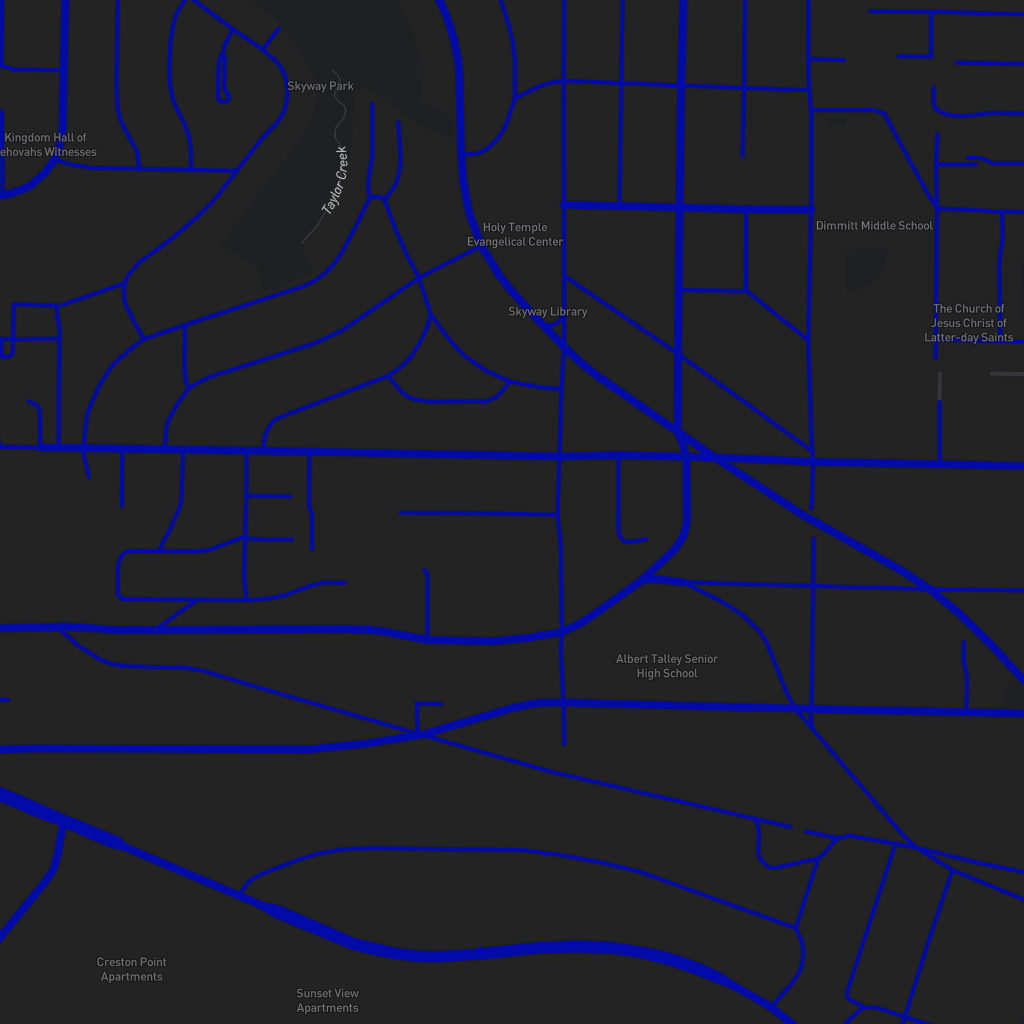 Skyway Park
Kingdom Hall of
ehovahs Witnesses
Taylor Creek
Holy Temple
Evangelical Center
Dimmitt Middle School
Skyway Library
The Church of
Jesus Christ of
Latter-day Saints
Albert Talley Senior
High School
Creston Point
Apartments
Sunset View
Apartments